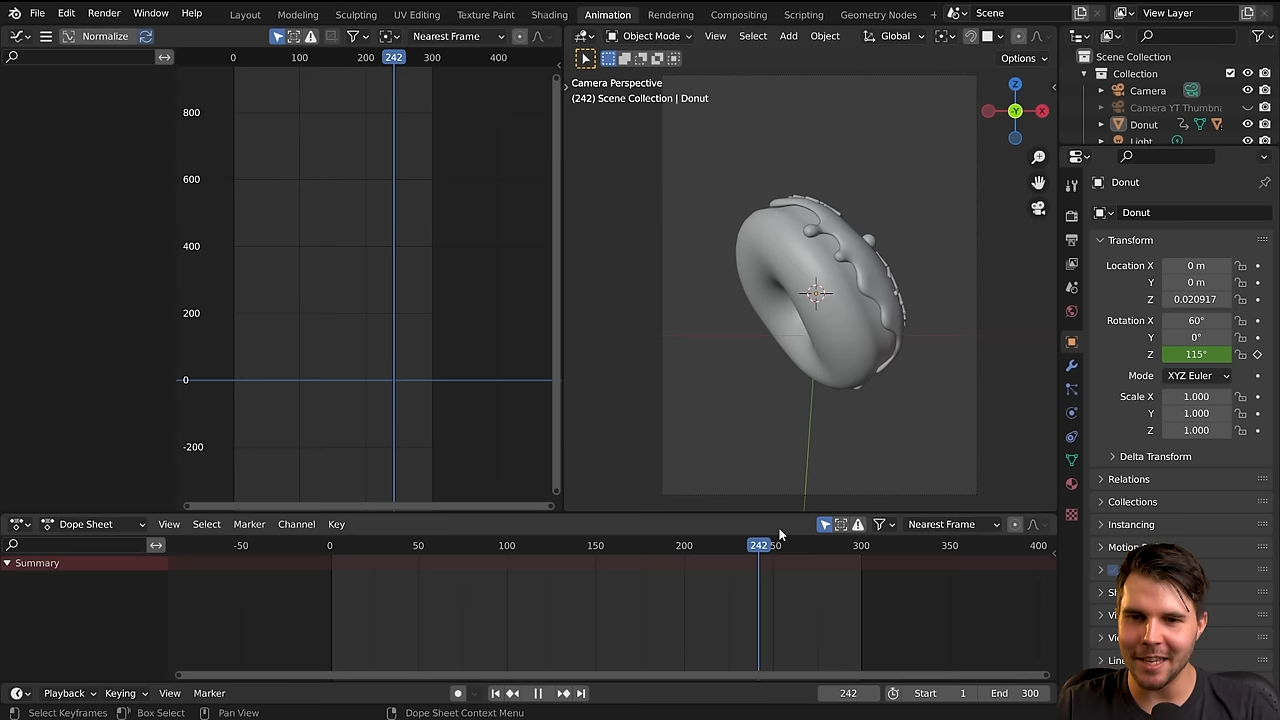 File Edit Render Window Help Layout Modeling Sculpting UV Editing Texture Paint Shading Animation Rendering Compositing Scripting Geometry Nodes + Scene View Layer
Normalize Nearest Frame
Object Mode View Select Add Object Global
0 100 200 242 300 400
Options
800
600
400
200
0
-200
Camera Perspective
(242) Scene Collection | Donut
Z
-Y
X
Scene Collection
Collection
Camera
Camera YT Thumbna
Donut
Light
Donut
Donut
Transform
Location X 0 m
Y 0 m
Z 0.020917
Rotation X 60°
Y 0°
Z 115°
Mode XYZ Euler
Scale X 1.000
Y 1.000
Z 1.000
Delta Transform
Relations
Collections
Instancing
Motion
Dope Sheet View Select Marker Channel Key Nearest Frame
-50 0 50 100 150 200 242 50 300 350 400
Summary
Playback Keying View Marker 242 Start 1 End 300
Select Keyframes Box Select Pan View Dope Sheet Context Menu